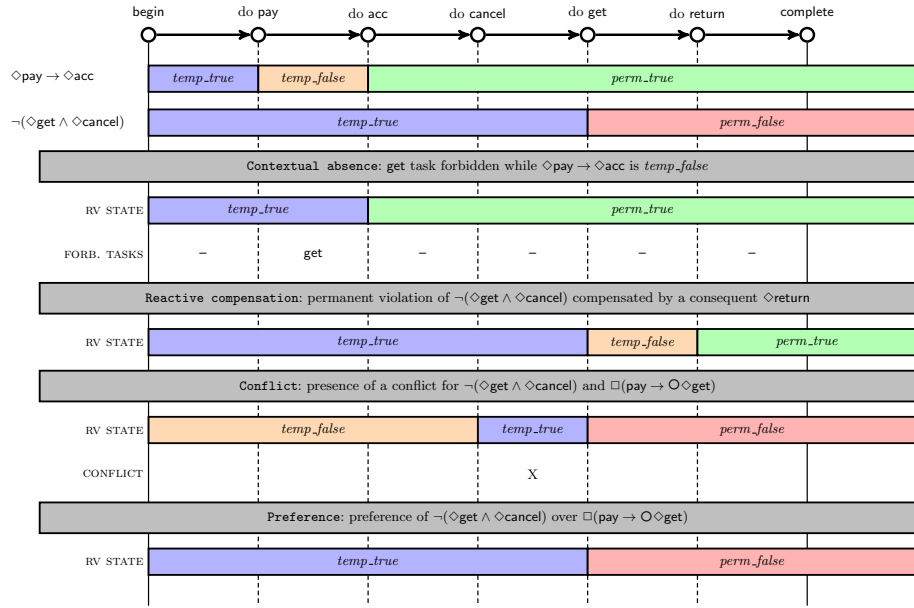 begin do pay do acc do cancel do get do return complete
◇pay → ◇acc temp_true temp_false perm_true
¬(◇get ∧ ◇cancel) temp_true perm_false
Contextual absence: get task forbidden while ◇pay → ◇acc is temp_false
RV STATE temp_true perm_true
FORB. TASKS – get – – – –
Reactive compensation: permanent violation of ¬(◇get ∧ ◇cancel) compensated by a consequent ◇return
RV STATE temp_true temp_false perm_true
Conflict: presence of a conflict for ¬(◇get ∧ ◇cancel) and □(pay → O◇get)
RV STATE temp_false temp_true perm_false
CONFLICT X
Preference: preference of ¬(◇get ∧ ◇cancel) over □(pay → O◇get)
RV STATE temp_true perm_false